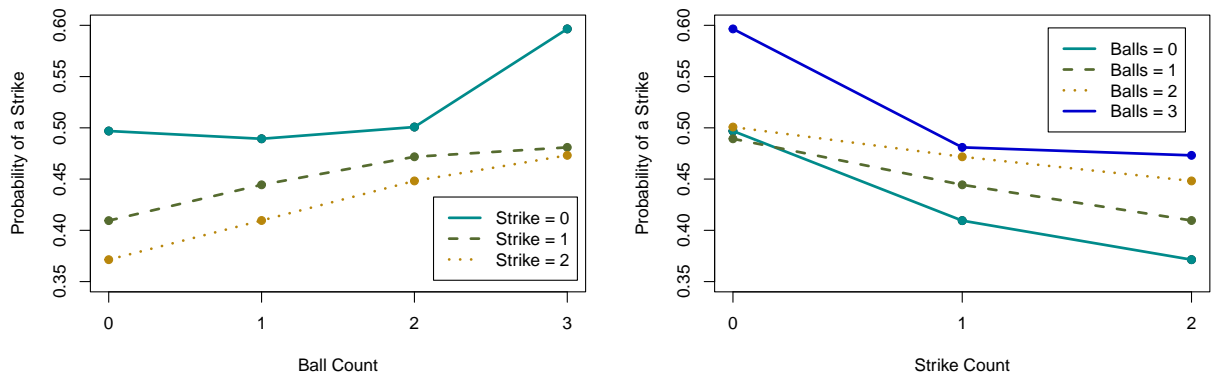 Probability of a Strike
0.60
0.55
0.50
0.45
0.40
0.35
Strike = 0
Strike = 1
Strike = 2
0 1 2 3
Ball Count
Probability of a Strike
0.60
0.55
0.50
0.45
0.40
0.35
Balls = 0
Balls = 1
Balls = 2
Balls = 3
0 1 2
Strike Count